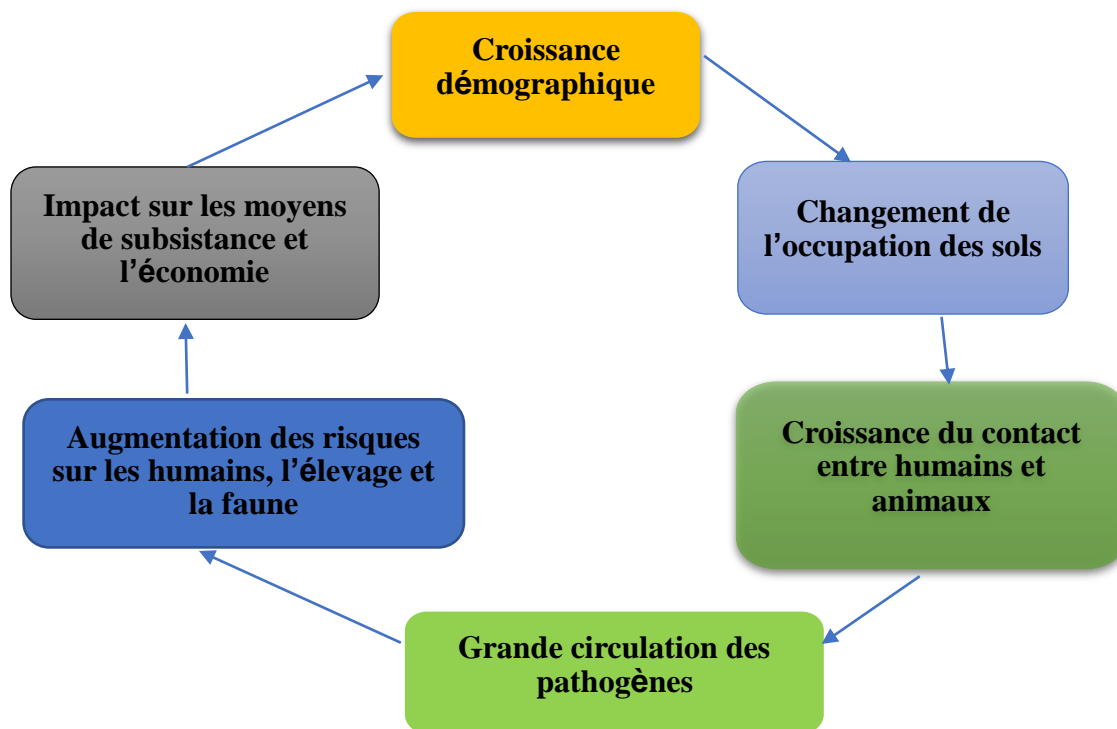 Croissance
démographique
Changement de
l’occupation des sols
Croissance du contact
entre humains et
animaux
Grande circulation des
pathogènes
Augmentation des risques
sur les humains, l’élevage et
la faune
Impact sur les moyens
de subsistance et
l’économie